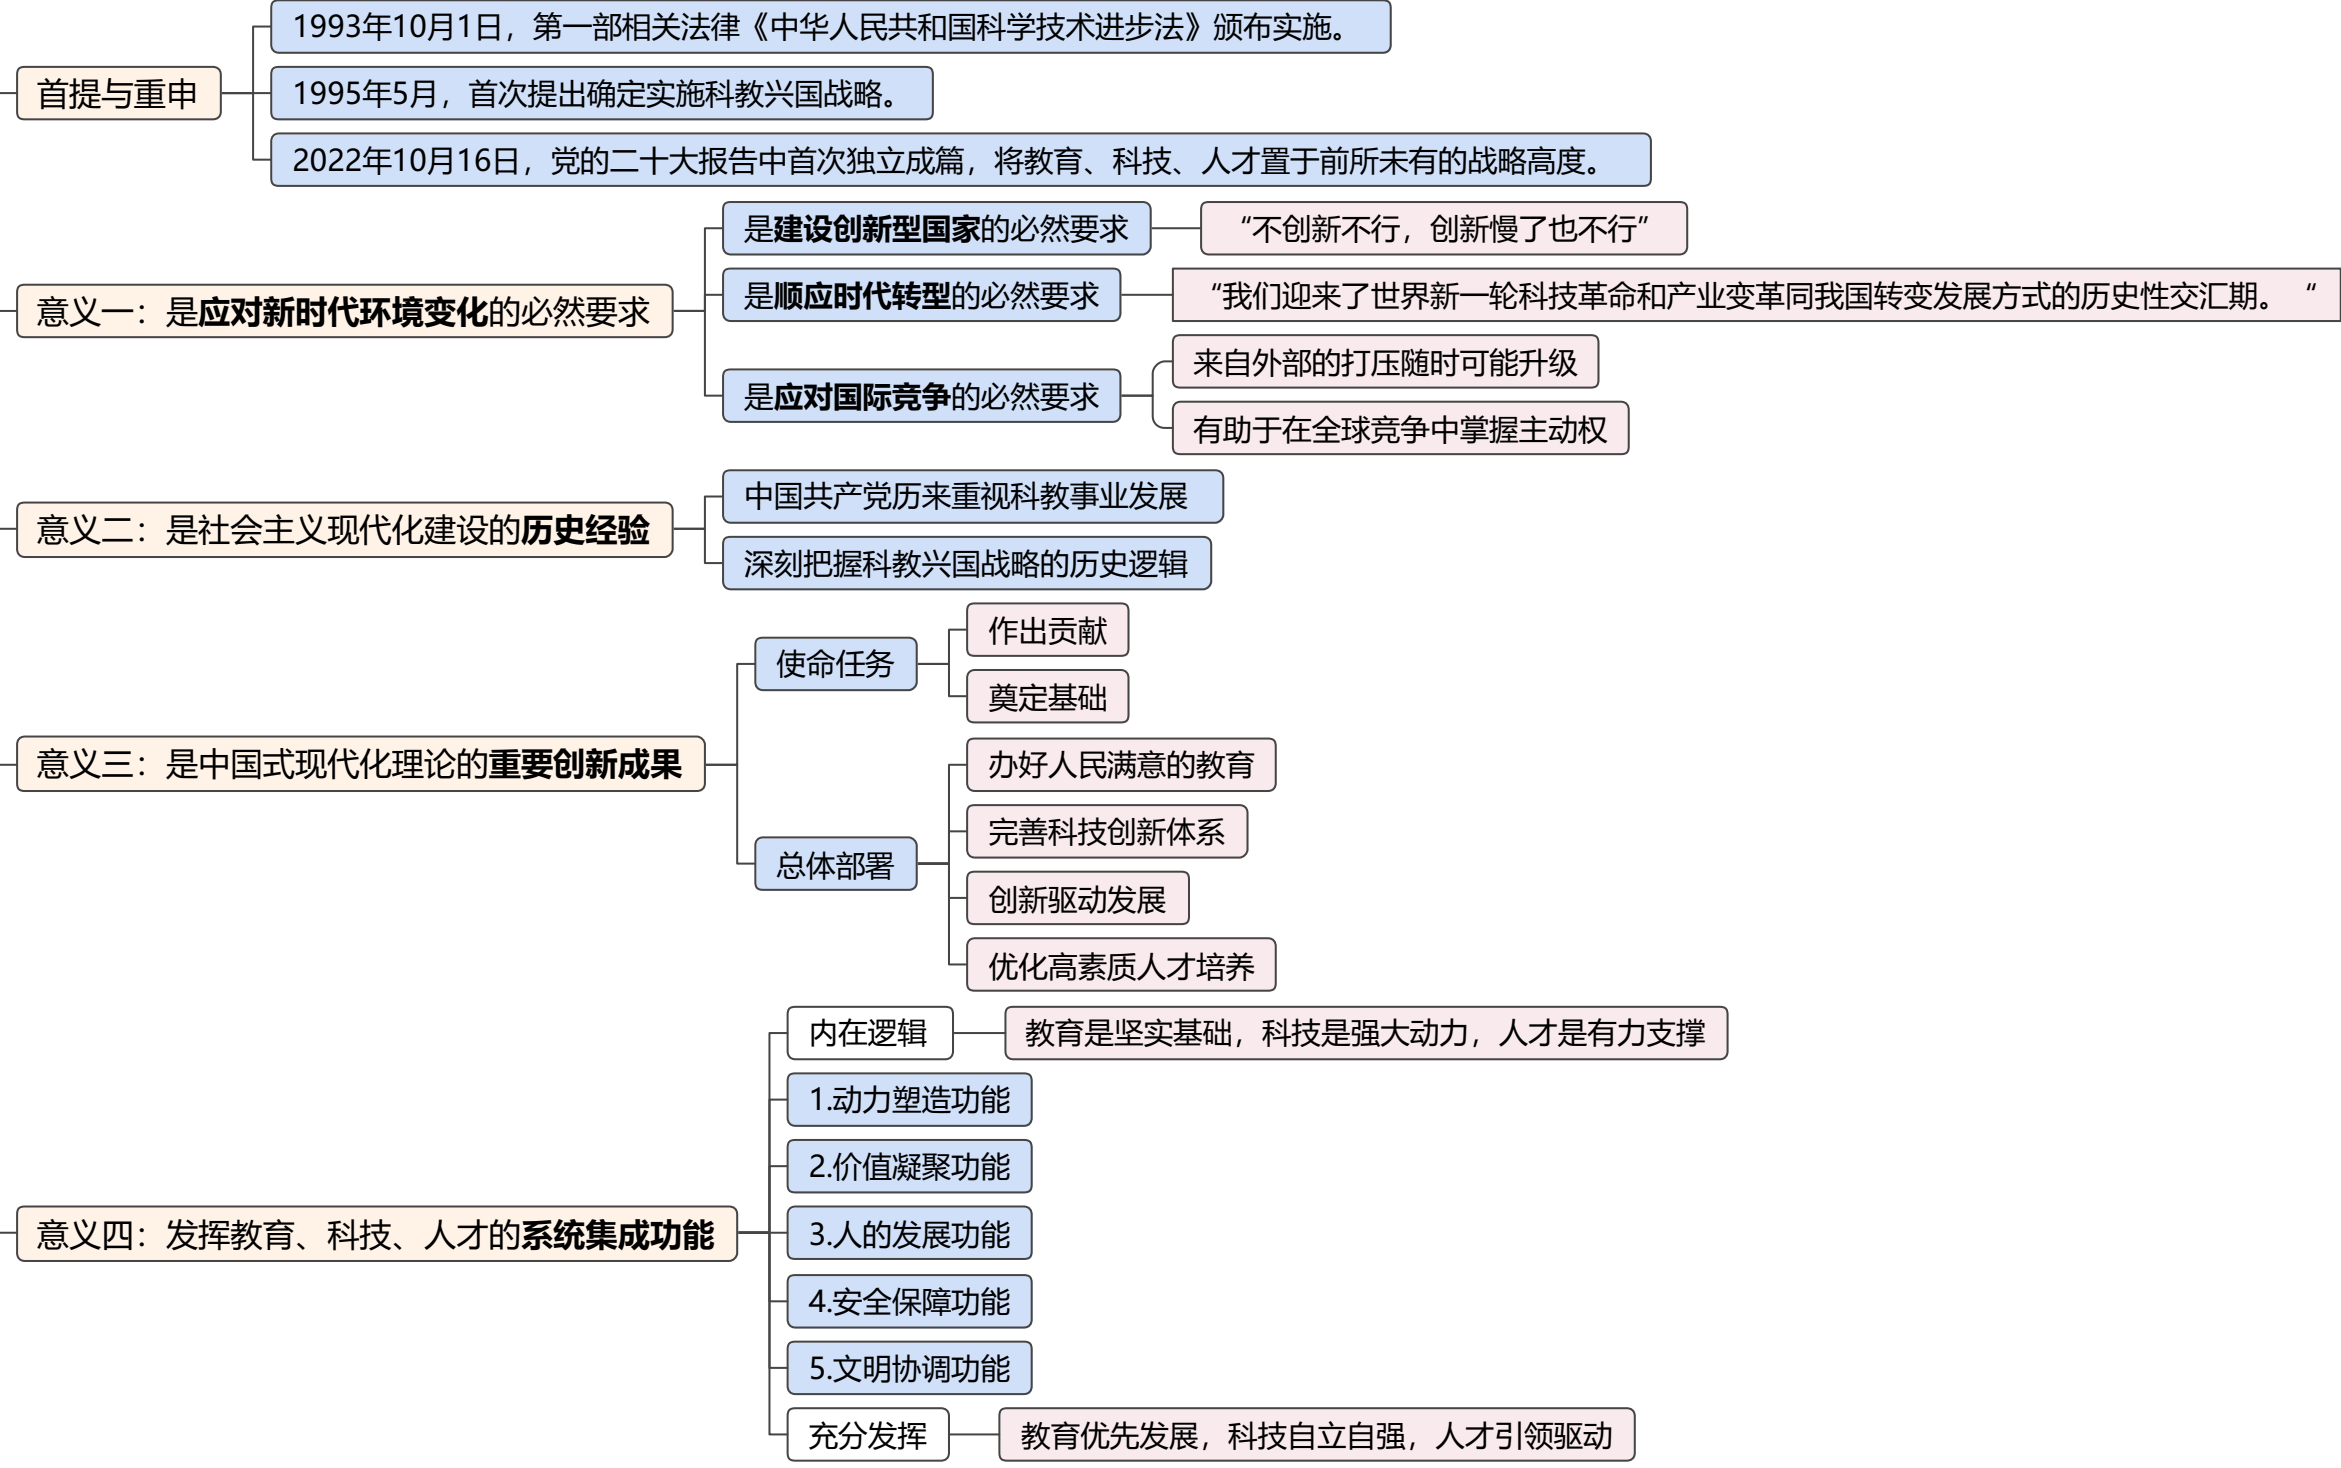 1993年10月1日，第一部相关法律《中华人民共和国科学技术进步法》颁布实施。
首提与重申
1995年5月，首次提出确定实施科教兴国战略。
2022年10月16日，党的二十大报告中首次独立成篇，将教育、科技、人才置于前所未有的战略高度。
意义一：是应对新时代环境变化的必然要求
是建设创新型国家的必然要求
“不创新不行，创新慢了也不行”
是顺应时代转型的必然要求
“我们迎来了世界新一轮科技革命和产业变革同我国转变发展方式的历史性交汇期。“
是应对国际竞争的必然要求
来自外部的打压随时可能升级
有助于在全球竞争中掌握主动权
意义二：是社会主义现代化建设的历史经验
中国共产党历来重视科教事业发展
深刻把握科教兴国战略的历史逻辑
意义三：是中国式现代化理论的重要创新成果
使命任务
作出贡献
奠定基础
总体部署
办好人民满意的教育
完善科技创新体系
创新驱动发展
优化高素质人才培养
意义四：发挥教育、科技、人才的系统集成功能
内在逻辑
教育是坚实基础，科技是强大动力，人才是有力支撑
1.动力塑造功能
2.价值凝聚功能
3.人的发展功能
4.安全保障功能
5.文明协调功能
充分发挥
教育优先发展，科技自立自强，人才引领驱动